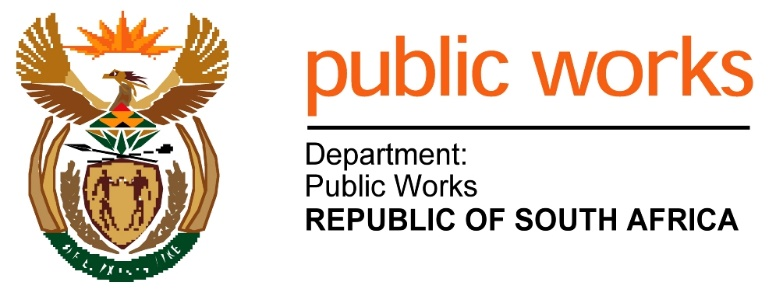 public works
Department:
Public Works
REPUBLIC OF SOUTH AFRICA